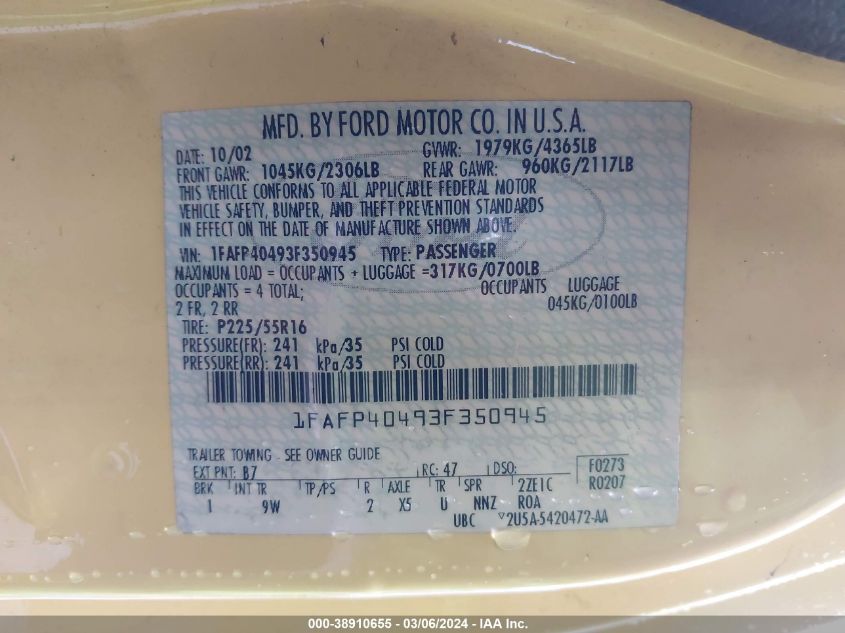 MFD. BY FORD MOTOR CO. IN U.S.A.
DATE: 10/02 GVWR: 1979KG/4365LB
FRONT GAWR: 1045KG/2306LB REAR GAWR: 960KG/2117LB
THIS VEHICLE CONFORMS TO ALL APPLICABLE FEDERAL MOTOR
VEHICLE SAFETY, BUMPER, AND THEFT PREVENTION STANDARDS
IN EFFECT ON THE DATE OF MANUFACTURE SHOWN ABOVE.
VIN: 1FAFP40493F350945 TYPE: PASSENGER
MAXIMUM LOAD = OCCUPANTS + LUGGAGE =317KG/0700LB
OCCUPANTS = 4 TOTAL; OCCUPANTS LUGGAGE
2 FR, 2 RR 045KG/0100LB
TIRE: P225/55R16
PRESSURE(FR): 241 kPa/35 PSI COLD
PRESSURE(RR): 241 kPa/35 PSI COLD
1FAFP40493F350945
TRAILER TOWING - SEE OWNER GUIDE
EXT PNT: B7 RC: 47 DSO: F0273
BRK INT TR TP/PS R AXLE TR SPR 2ZE1C R0207
1 9W 2 X5 U NNZ ROA
UBC 2U5A-5420472-AA
000-38910655 - 03/06/2024 - IAA Inc.